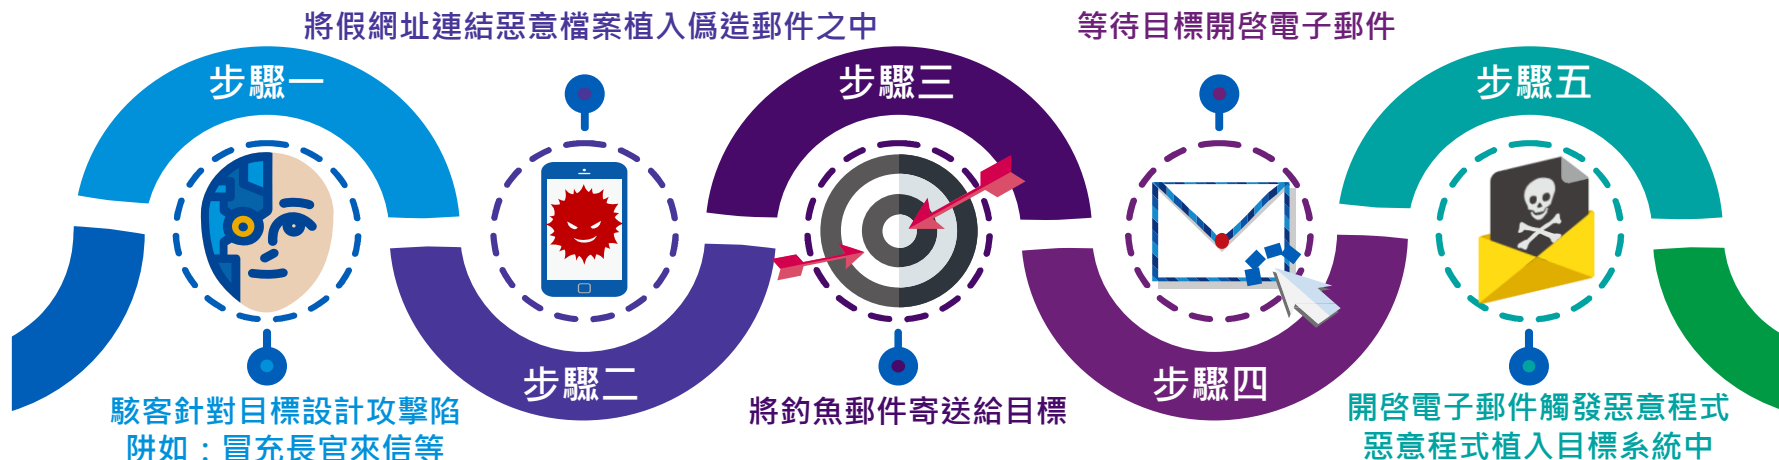 步驟一
駭客針對目標設計攻擊陷
阱如：冒充長官來信等
將假網址連結惡意檔案植入偽造郵件之中
步驟二
步驟三
將釣魚郵件寄送給目標
等待目標開啓電子郵件
步驟四
步驟五
開啓電子郵件觸發惡意程式
惡意程式植入目標系統中